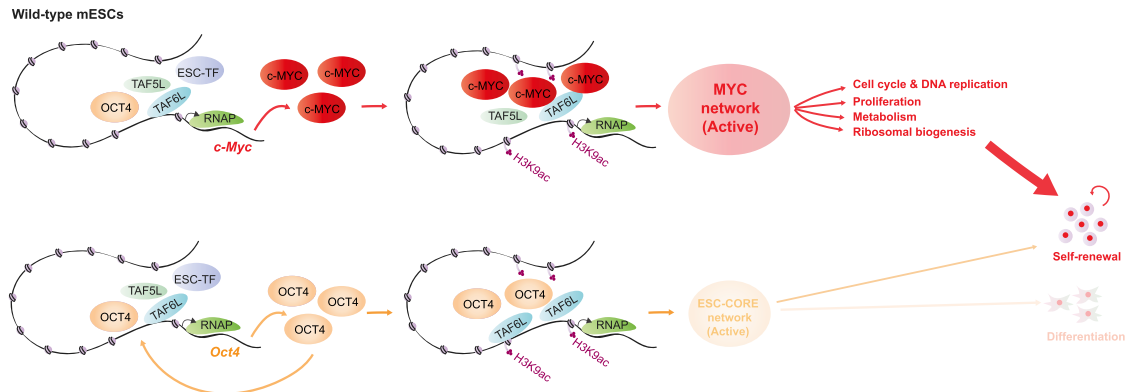 Wild-type mESCs
ESC-TF
TAF5L
OCT4
TAF6L
RNAP
c-Myc
c-MYC
c-MYC
c-MYC
c-MYC
c-MYC
c-MYC
TAF5L
TAF6L
RNAP
H3K9ac
H3K9ac
MYC
network
(Active)
Cell cycle & DNA replication
Proliferation
Metabolism
Ribosomal biogenesis
Self-renewal
ESC-TF
TAF5L
OCT4
TAF6L
RNAP
Oct4
OCT4
OCT4
OCT4
OCT4
OCT4
TAF6L
TAF6L
RNAP
H3K9ac
H3K9ac
ESC-CORE
network
(Active)
Differentiation